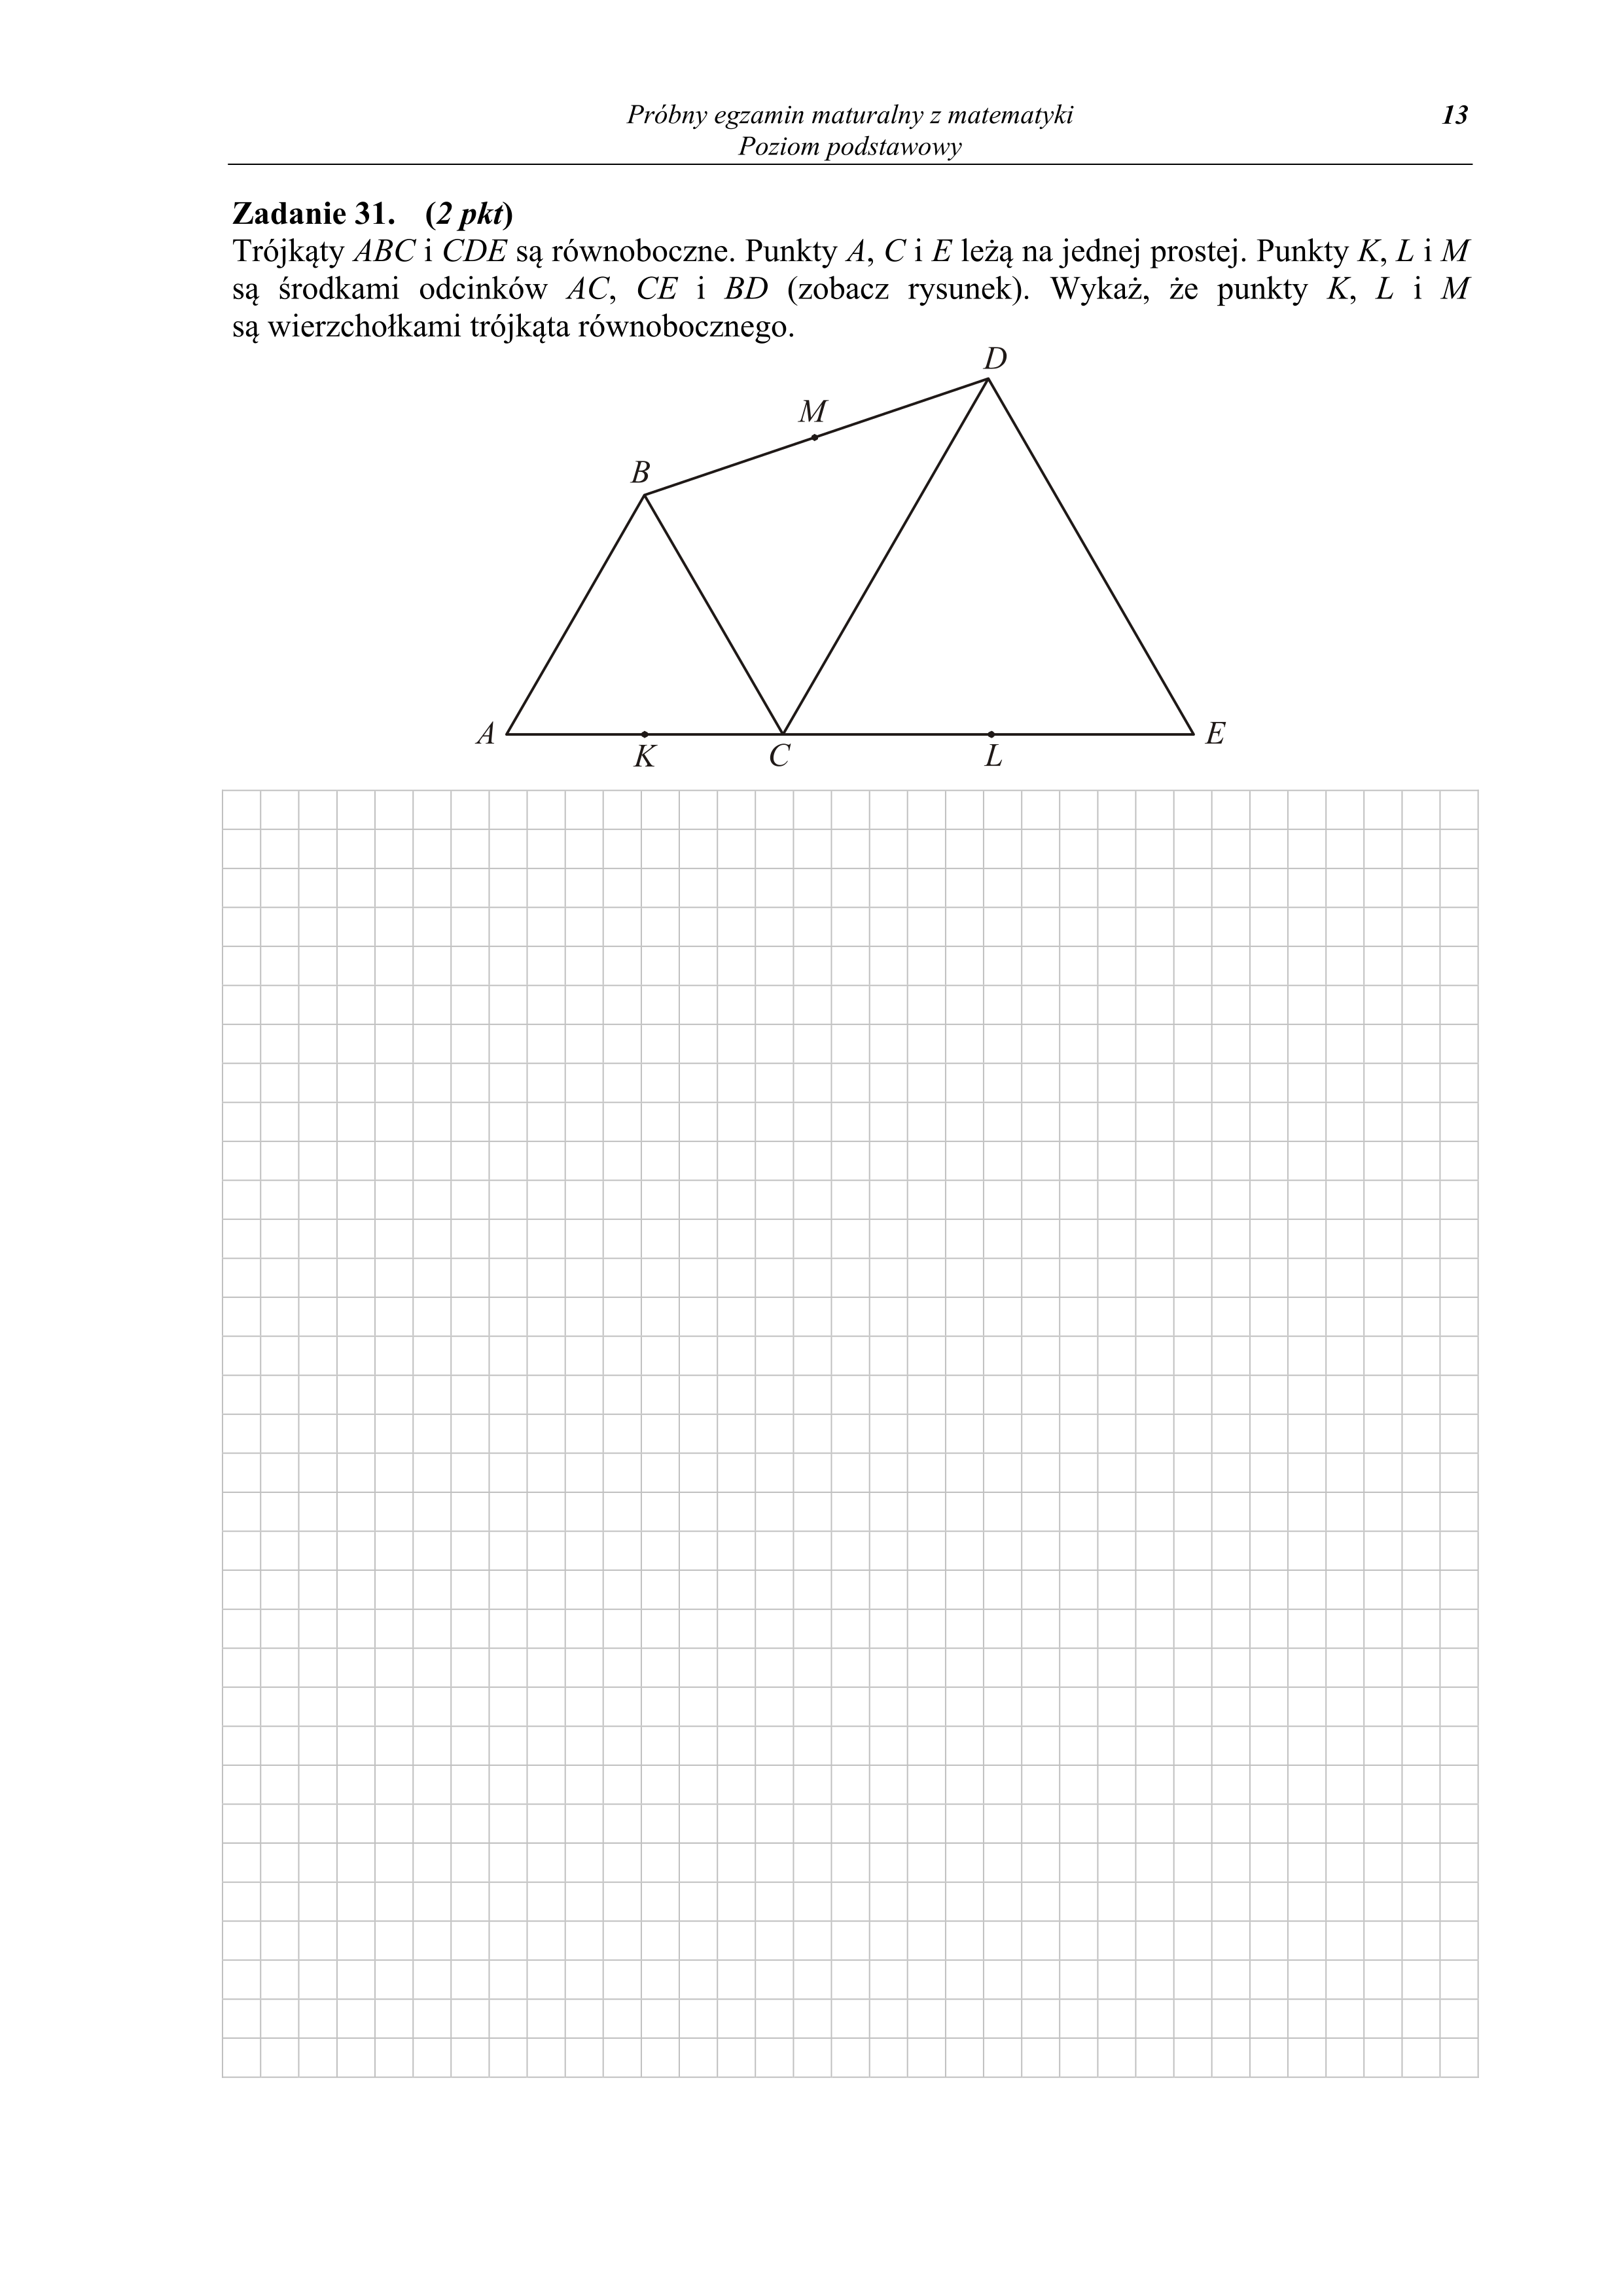 Próbny egzamin maturalny z matematyki 13
Poziom podstawowy
Zadanie 31. (2 pkt)
Trójkąty ABC i CDE są równoboczne. Punkty A, C i E leżą na jednej prostej. Punkty K, L i M
są środkami odcinków AC, CE i BD (zobacz rysunek). Wykaż, że punkty K, L i M
są wierzchołkami trójkąta równobocznego.
D
M
B
A
E
K
C
L